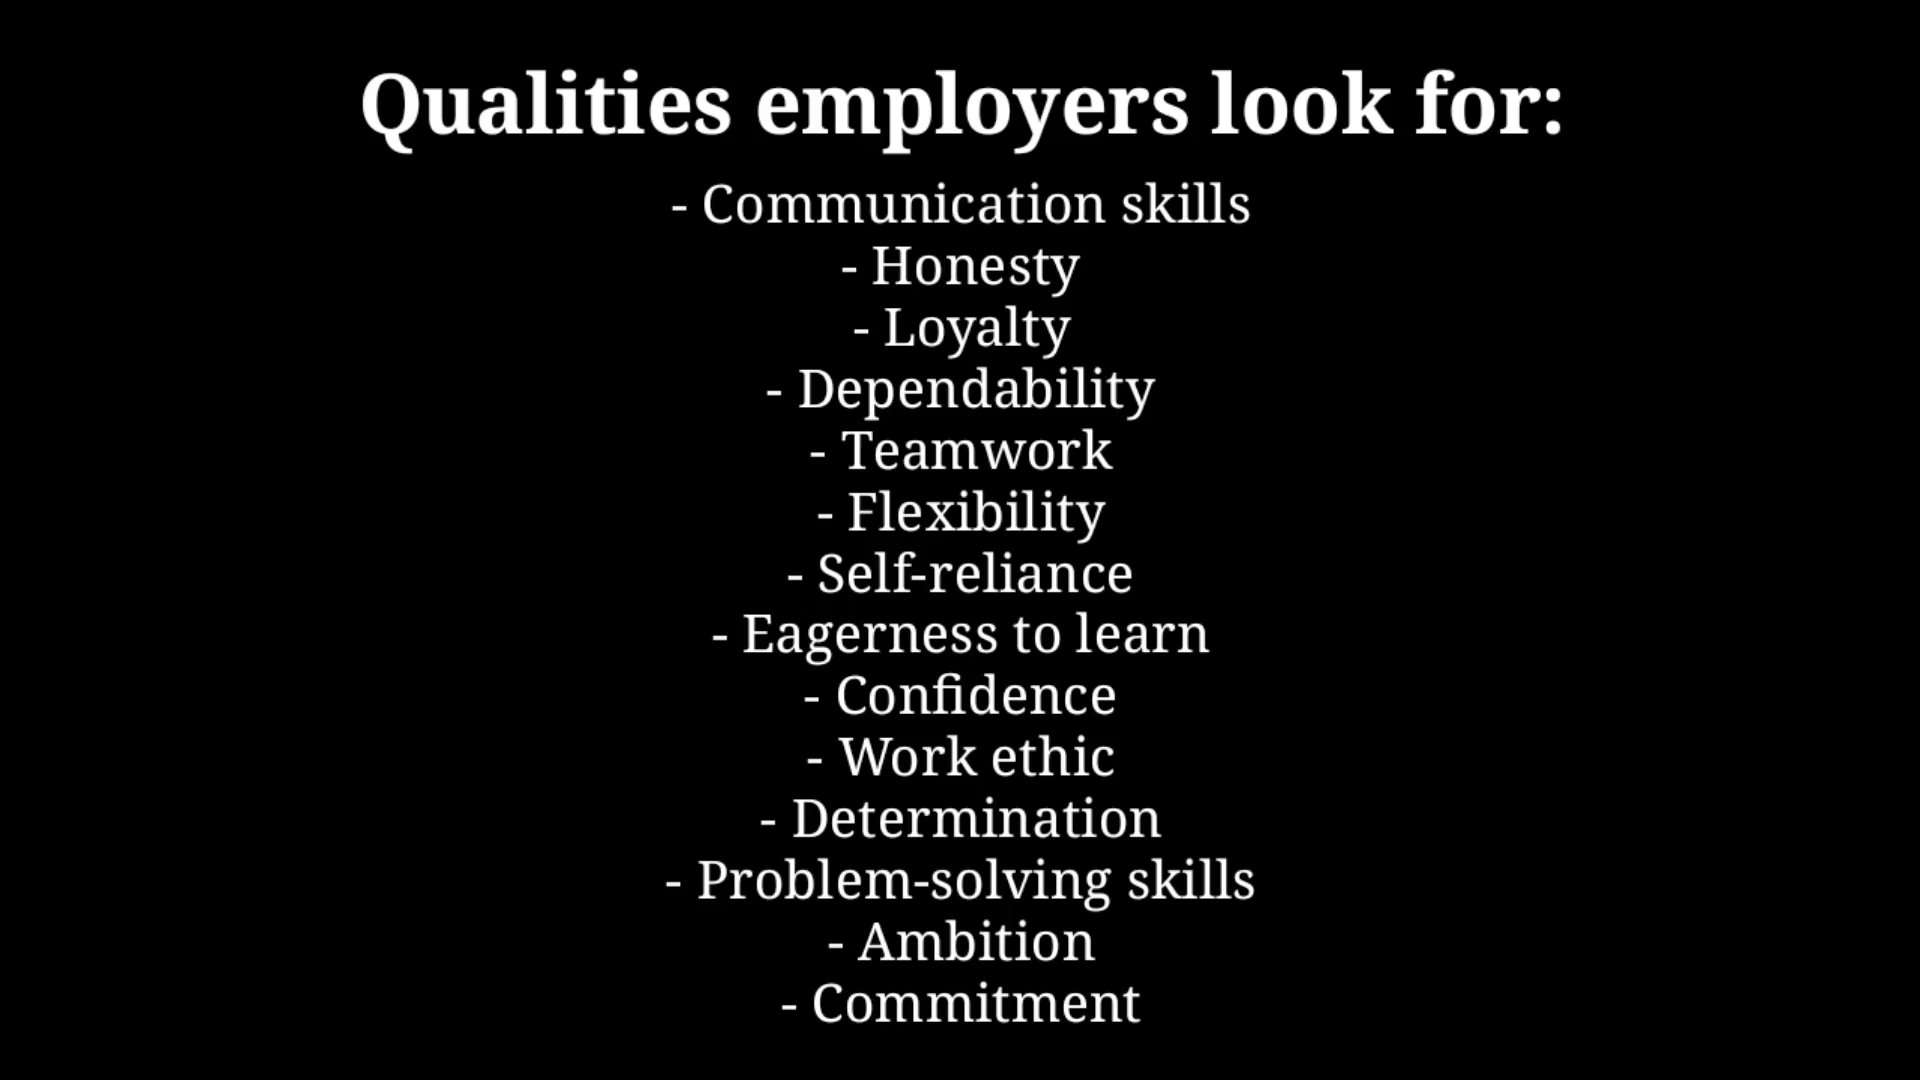 Qualities employers look for:
- Communication skills
- Honesty
- Loyalty
- Dependability
- Teamwork
- Flexibility
- Self-reliance
- Eagerness to learn
- Confidence
- Work ethic
- Determination
- Problem-solving skills
- Ambition
- Commitment